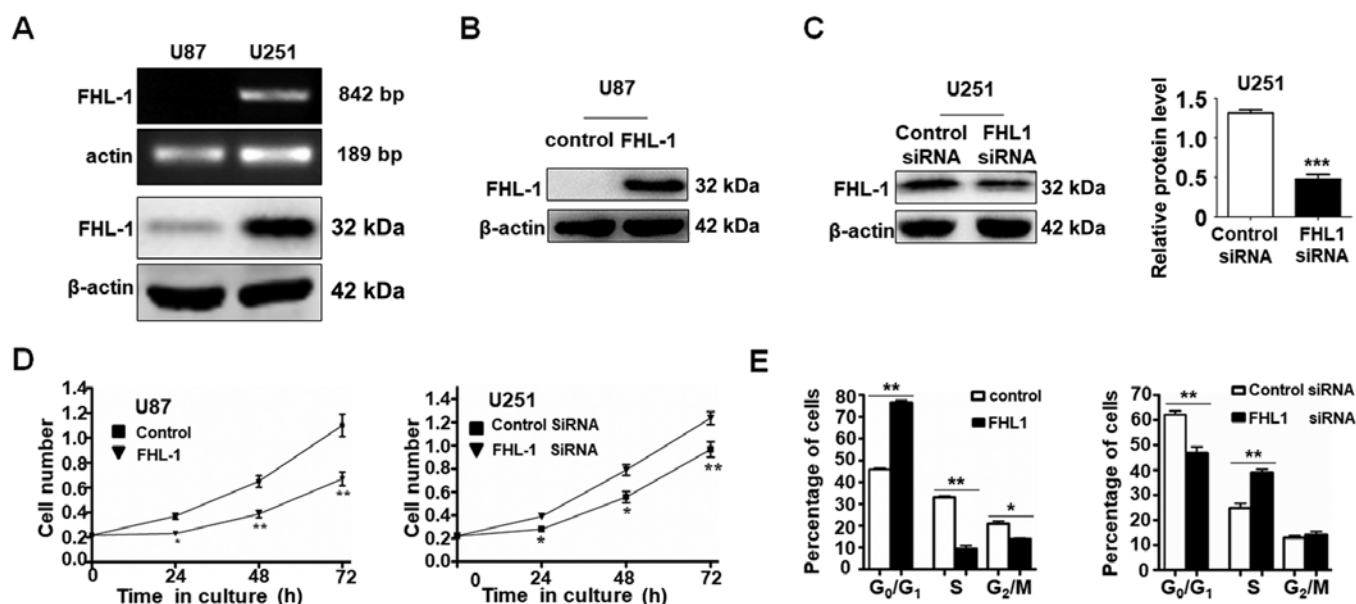 A
U87 U251
FHL-1 842 bp
actin 189 bp
FHL-1 32 kDa
β-actin 42 kDa
B
U87
control FHL-1
FHL-1 32 kDa
β-actin 42 kDa
C
U251
Control FHL1
siRNA siRNA
FHL-1 32 kDa
β-actin 42 kDa
U251
Relative protein level
1.5
1.0
0.5
0
***
Control FHL1
siRNA siRNA
D
Cell number
1.4
1.2
1.0
0.8
0.6
0.4
0.2
0.0
U87
Control
FHL-1
* ** **
0 24 48 72
Time in culture (h)
Cell number
1.4
1.2
1.0
0.8
0.6
0.4
0.2
0.0
U251
Control SiRNA
FHL-1 SiRNA
* * **
0 24 48 72
Time in culture (h)
E
Percentage of cells
80
70
60
50
40
30
20
10
0
control
FHL1
** ** *
G₀/G₁ S G₂/M
Percentage of cells
70
60
50
40
30
20
10
0
Control siRNA
FHL1 siRNA
** **
G₀/G₁ S G₂/M